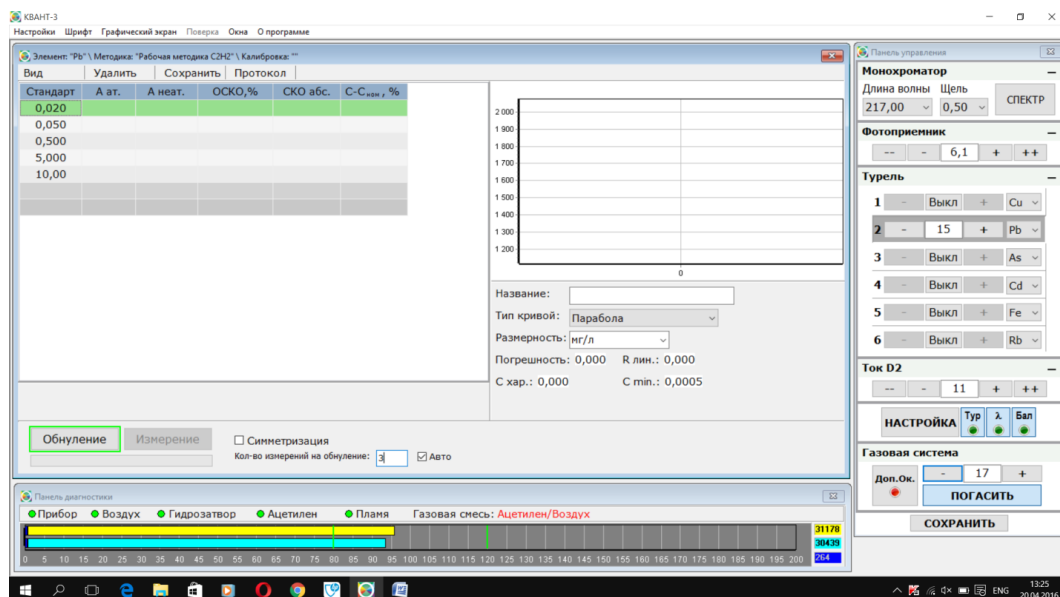 КВАНТ-3
Настройки Шрифт Графический экран Поверка Окна О программе
Элемент: "Pb" \ Методика: "Рабочая методика C2H2" \ Калибровка: ""
Вид Удалить Сохранить Протокол
Стандарт А ат. А неат. ОСКО,% СКО абс. С-Сном , %
0,020
0,050
0,500
5,000
10,00
2 000
1 900
1 800
1 700
1 600
1 500
1 400
1 300
1 200
0
Название:
Тип кривой: Парабола
Размерность: мг/л
Погрешность: 0,000 R лин.: 0,000
С хар.: 0,000 C min.: 0,0005
Обнуление Измерение Симметризация
Кол-во измерений на обнуление: 3 Авто
Панель диагностики
Прибор Воздух Гидрозатвор Ацетилен Пламя Газовая смесь: Ацетилен/Воздух
31178
30439
264
0 5 10 15 20 25 30 35 40 45 50 55 60 65 70 75 80 85 90 95 100 105 110 115 120 125 130 135 140 145 150 155 160 165 170 175 180 185 190 195 200
Панель управления
Монохроматор
Длина волны Щель
217,00 0,50 СПЕКТР
Фотоприемник
-- - 6,1 + ++
Турель
1 - Выкл + Cu
2 - 15 + Pb
3 - Выкл + As
4 - Выкл + Cd
5 - Выкл + Fe
6 - Выкл + Rb
Ток D2
-- - 11 + ++
НАСТРОЙКА Тур λ Бал
Газовая система
Доп.Ок. - 17 +
ПОГАСИТЬ
СОХРАНИТЬ
ENG 13:25
20.04.2016